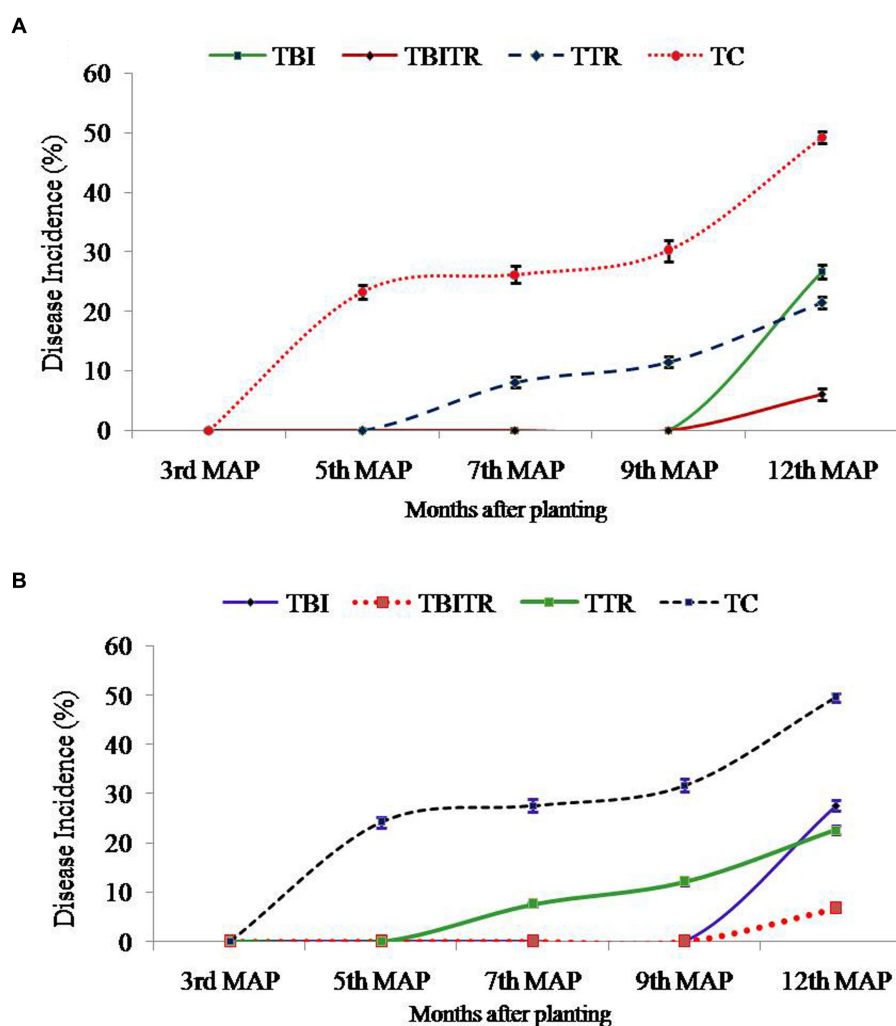 A
TBI TBITR TTR TC
60
50
40
30
20
10
0
Disease Incidence (%)
3rd MAP 5th MAP 7th MAP 9th MAP 12th MAP
Months after planting
B
TBI TBITR TTR TC
60
50
40
30
20
10
0
Disease Incidence (%)
3rd MAP 5th MAP 7th MAP 9th MAP 12th MAP
Months after planting